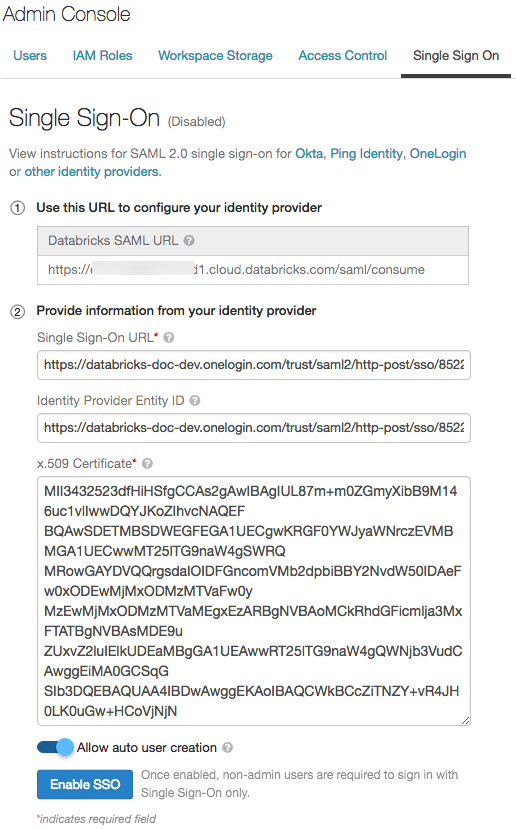 Admin Console
Users IAM Roles Workspace Storage Access Control Single Sign On
Single Sign-On (Disabled)
View instructions for SAML 2.0 single sign-on for Okta, Ping Identity, OneLogin
or other identity providers.
1 Use this URL to configure your identity provider
Databricks SAML URL ?
https://d1.cloud.databricks.com/saml/consume
2 Provide information from your identity provider
Single Sign-On URL* ?
https://databricks-doc-dev.onelogin.com/trust/saml2/http-post/sso/8522
Identity Provider Entity ID ?
https://databricks-doc-dev.onelogin.com/trust/saml2/http-post/sso/8522
x.509 Certificate* ?
MII3432523dfHiHSfgCCAs2gAwIBAgIUL87m+m0ZGmyXibB9M14
6uc1vlIwwDQYJKoZIhvcNAQEF
BQAwSDETMBSDWEGFEGA1UECgwKRGF0YWJyaWNrczEVMB
MGA1UECwwMT25lTG9naW4gSWRQ
MRowGAYDVQQrgsdaIOIDFGncomVMb2dpbiBBY2NvdW50IDAeF
w0xODEwMjMxODMzMTVaFw0y
MzEwMjMxODMzMTVaMEgxEzARBgNVBAoMCkRhdGFicmlja3Mx
FTATBgNVBAsMDE9u
ZUxvZ2luIElkUDEaMBgGA1UEAwwRT25lTG9naW4gQWNjb3VudC
AwggEiMA0GCSqG
SIb3DQEBAQUAA4IBDwAwggEKAoIBAQCWkBCcZiTNZY+vR4JH
0LK0uGw+HCoVjNjN
Allow auto user creation ?
Enable SSO Once enabled, non-admin users are required to sign in with
Single Sign-On only.
*indicates required field